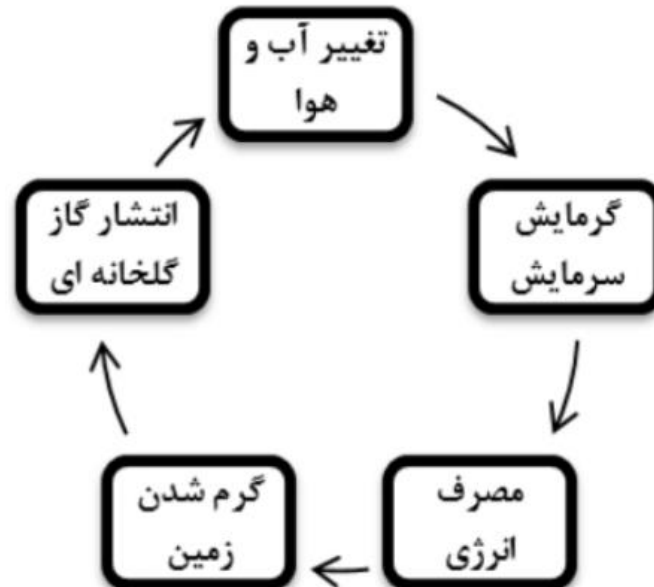 تغییر آب و
هوا
گرمایش
سرمایش
مصرف
انرژی
گرم شدن
زمین
انتشار گاز
گلخانه ای